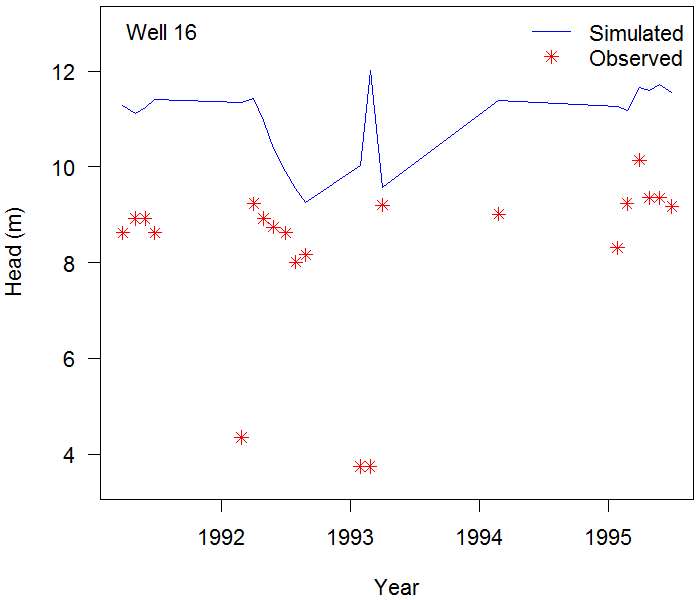 Well 16
Simulated
Observed
12
10
8
6
4
Head (m)
1992 1993 1994 1995
Year